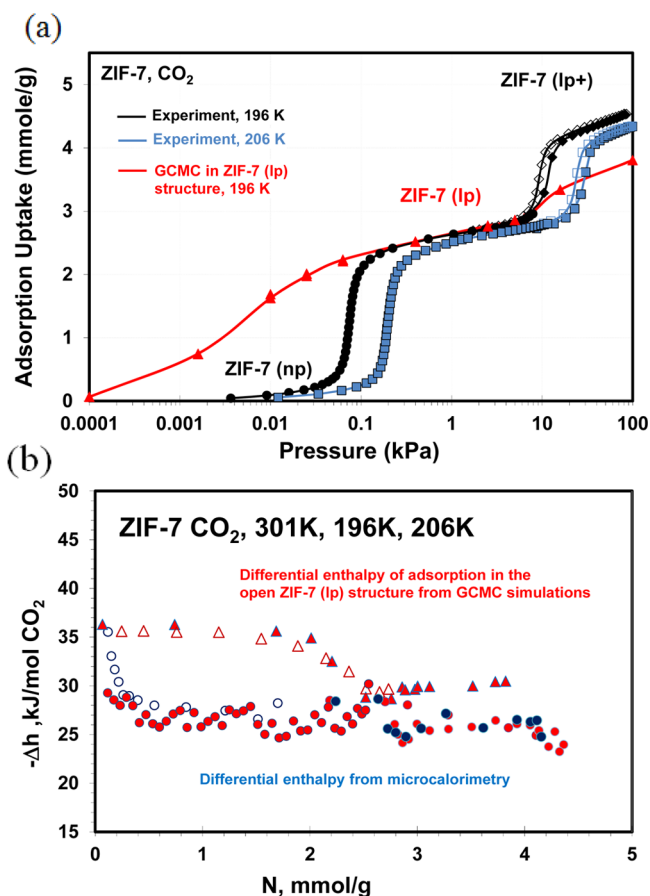 (a)
ZIF-7, CO₂
ZIF-7 (lp+)
Experiment, 196 K
Experiment, 206 K
GCMC in ZIF-7 (lp)
structure, 196 K
ZIF-7 (lp)
ZIF-7 (np)
Adsorption Uptake (mmole/g)
5
4
3
2
1
0
0.0001
0.001
0.01
0.1
1
10
100
Pressure (kPa)
(b)
ZIF-7 CO₂, 301K, 196K, 206K
Differential enthalpy of adsorption in the
open ZIF-7 (lp) structure from GCMC simulations
Differential enthalpy from microcalorimetry
-Δh ,kJ/mol CO₂
50
45
40
35
30
25
20
15
0
1
2
3
4
5
N, mmol/g